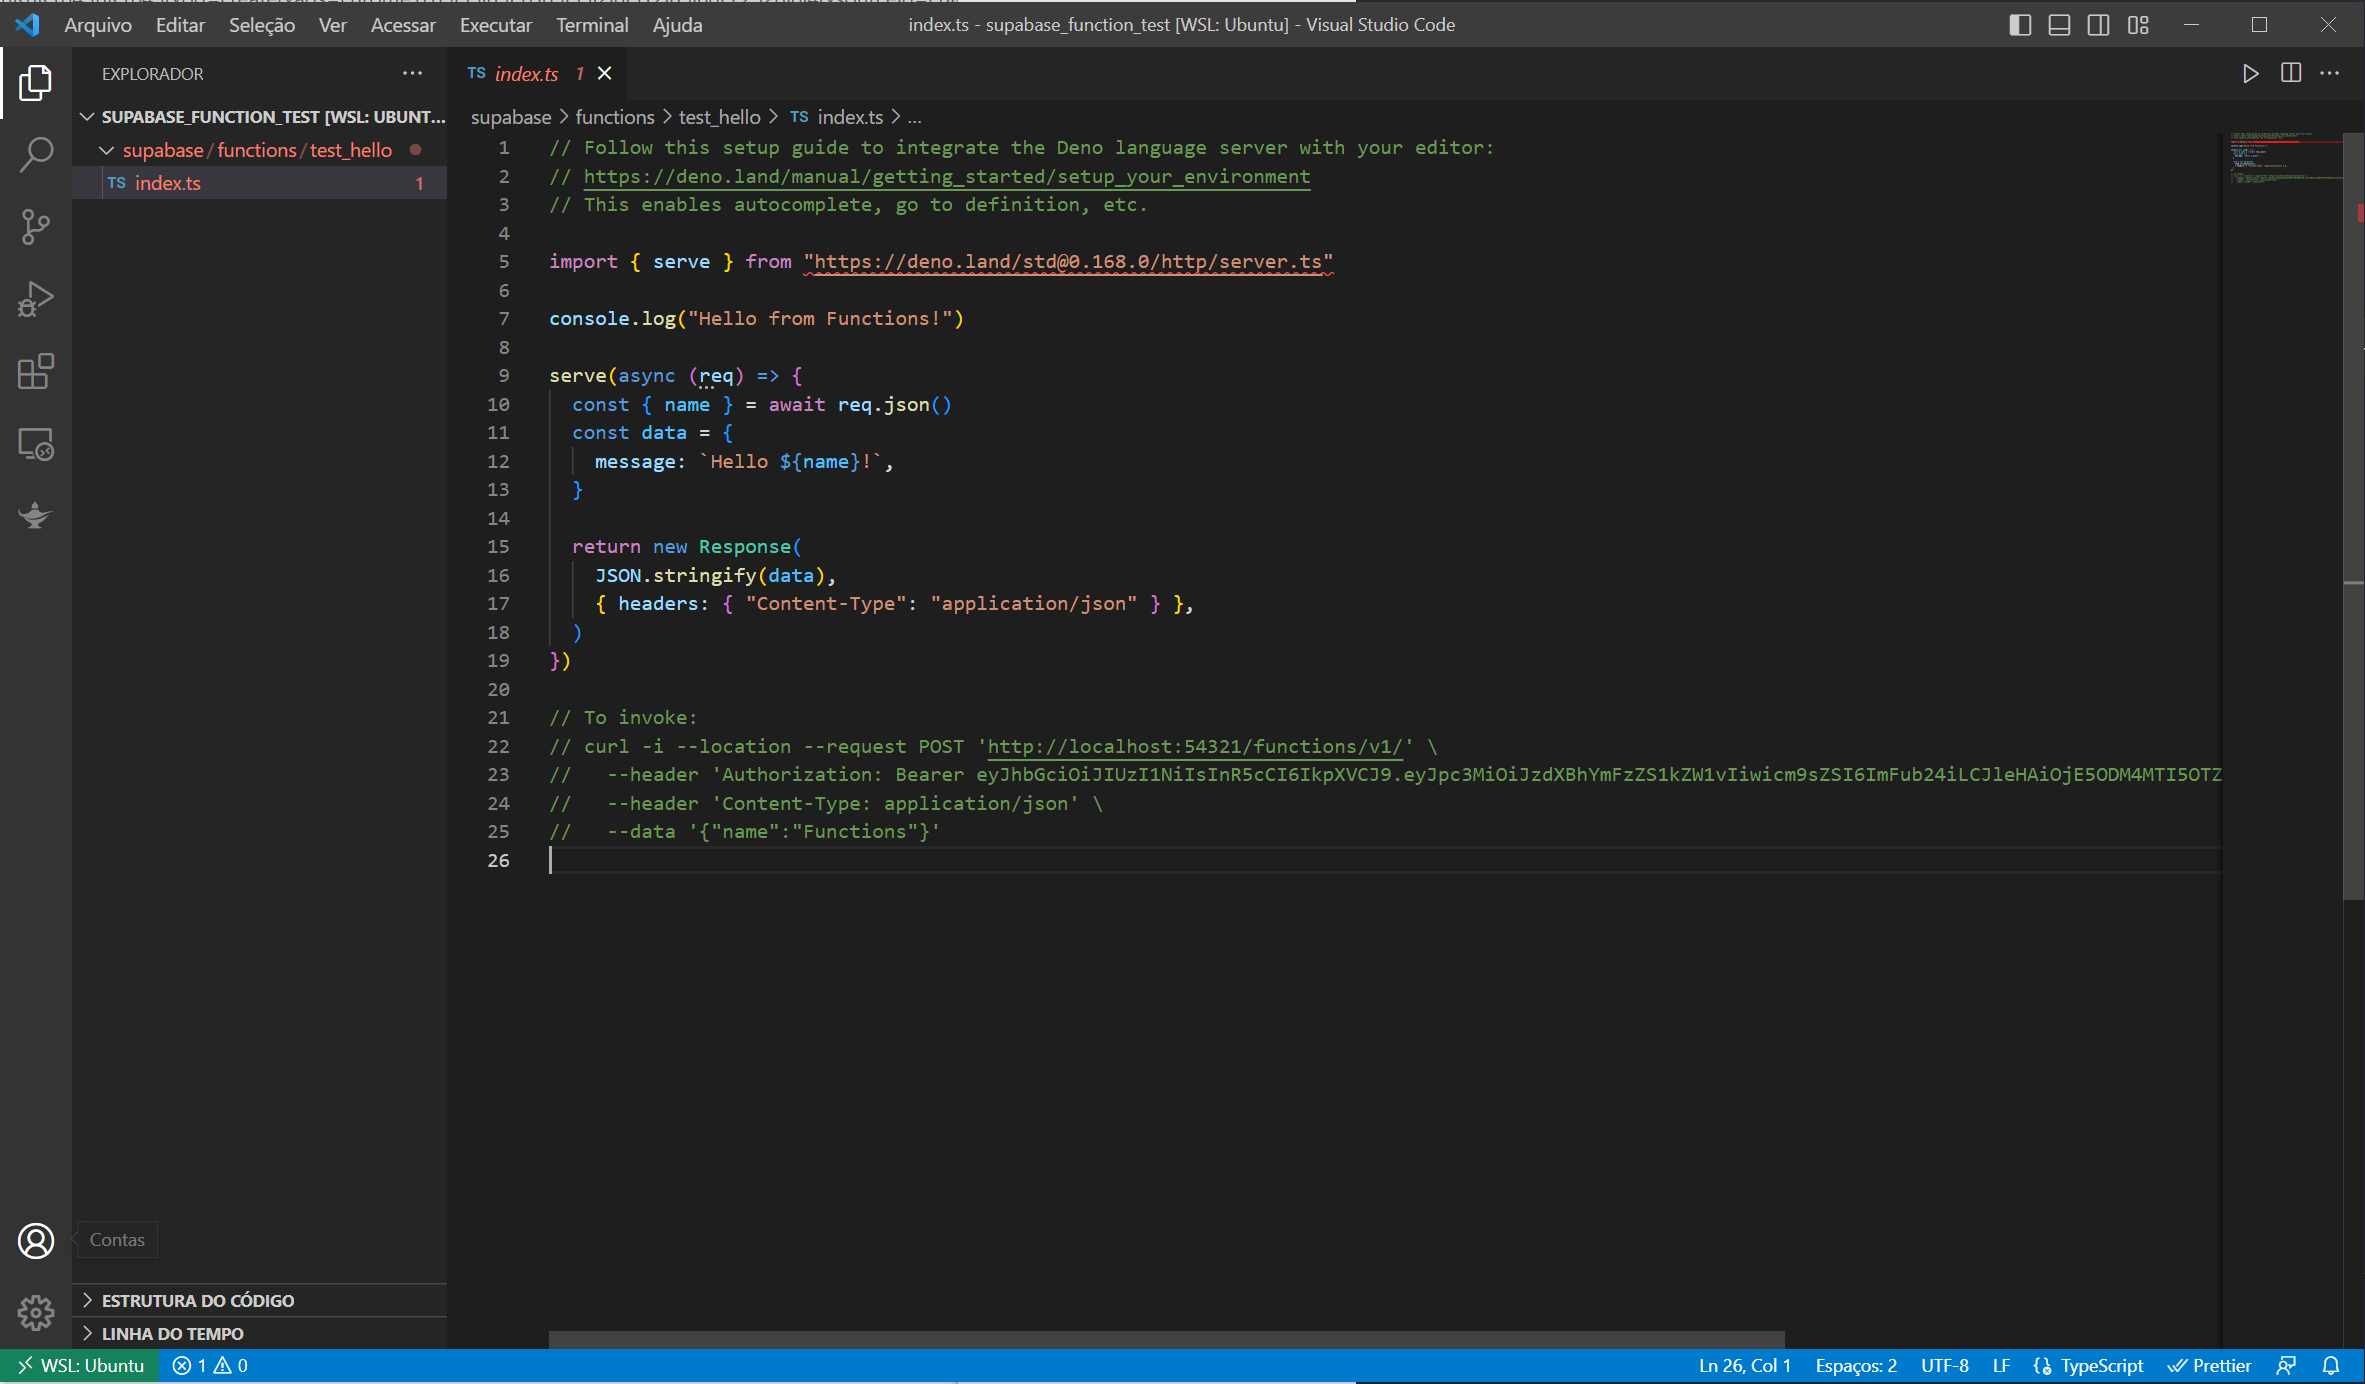 Arquivo Editar Seleção Ver Acessar Executar Terminal Ajuda
index.ts - supabase_function_test [WSL: Ubuntu] - Visual Studio Code
EXPLORADOR
SUPABASE_FUNCTION_TEST [WSL: UBUNT...
supabase/functions/test_hello
TS index.ts 1
TS index.ts 1
supabase > functions > test_hello > TS index.ts > ...
1 // Follow this setup guide to integrate the Deno language server with your editor:
2 // https://deno.land/manual/getting_started/setup_your_environment
3 // This enables autocomplete, go to definition, etc.
4
5 import { serve } from "https://deno.land/std@0.168.0/http/server.ts"
6
7 console.log("Hello from Functions!")
8
9 serve(async (req) => {
10   const { name } = await req.json()
11   const data = {
12     message: `Hello ${name}!`,
13   }
14
15   return new Response(
16     JSON.stringify(data),
17     { headers: { "Content-Type": "application/json" } },
18   )
19 })
20
21 // To invoke:
22 // curl -i --location --request POST 'http://localhost:54321/functions/v1/' \
23 //   --header 'Authorization: Bearer eyJhbGciOiJIUzI1NiIsInR5cCI6IkpXVCJ9.eyJpc3MiOiJzdXBhYmFzZS1kZW1vIiwicm9sZSI6ImFub24iLCJleHAiOjE5ODM4MTI5OTZ
24 //   --header 'Content-Type: application/json' \
25 //   --data '{"name":"Functions"}'
26
Contas
ESTRUTURA DO CÓDIGO
LINHA DO TEMPO
WSL: Ubuntu 1 0 Ln 26, Col 1 Espaços: 2 UTF-8 LF TypeScript Prettier